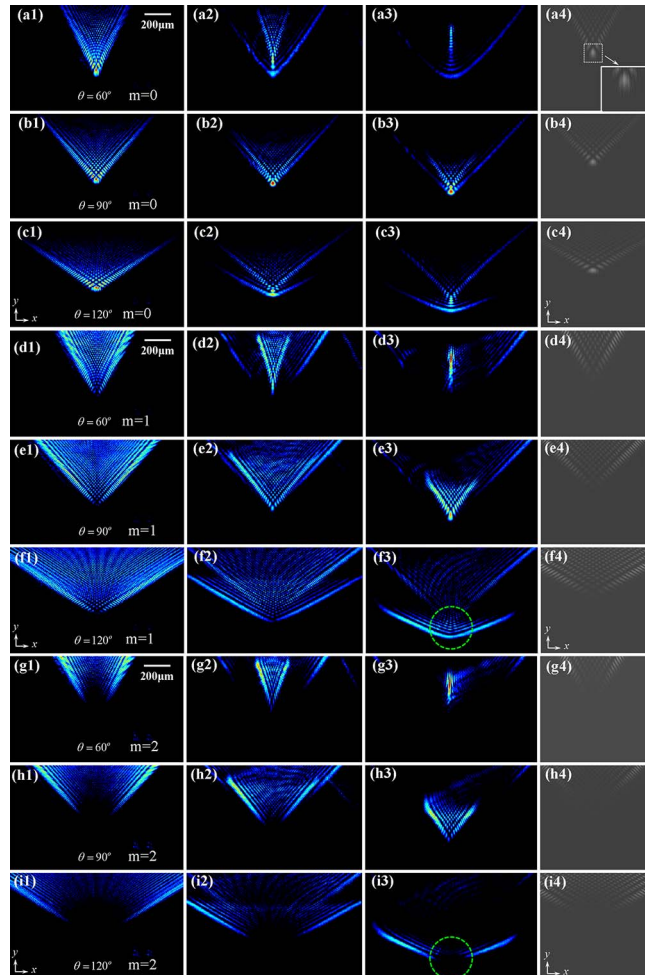 (a1) 200μm (a2) (a3) (a4)
θ = 60° m=0
(b1) (b2) (b3) (b4)
θ = 90° m=0
(c1) (c2) (c3) (c4)
y
x θ = 120° m=0
(d1) 200μm (d2) (d3) (d4)
θ = 60° m=1
(e1) (e2) (e3) (e4)
θ = 90° m=1
(f1) (f2) (f3) (f4)
y y
x θ = 120° m=1 x
(g1) 200μm (g2) (g3) (g4)
θ = 60° m=2
(h1) (h2) (h3) (h4)
θ = 90° m=2
(i1) (i2) (i3) (i4)
y y
x θ = 120° m=2 x